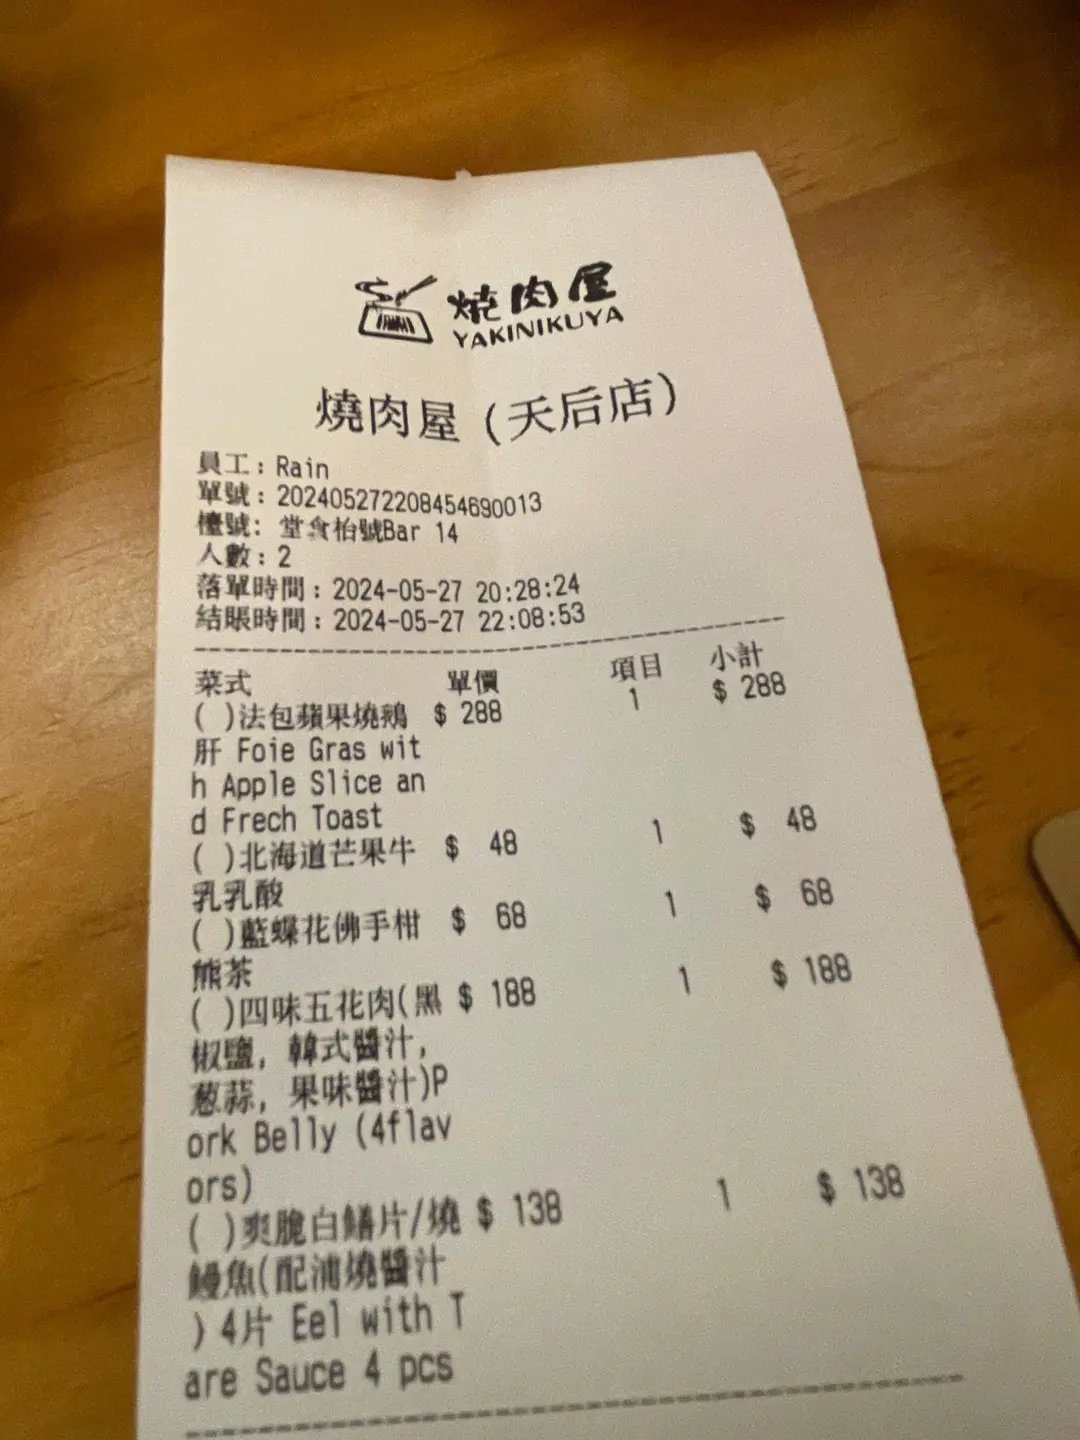 燒肉屋
YAKINIKUYA
燒肉屋(天后店)
員工:Rain
單號:202405272208454690013
檯號: 堂食枱號Bar 14
人數:2
落單時間:2024-05-27 20:28:24
結賬時間:2024-05-27 22:08:53
菜式 單價 項目 小計
( )法包蘋果燒鵝 $ 288 1 $ 288
肝 Foie Gras wit
h Apple Slice an
d Frech Toast
( )北海道芒果牛 $ 48 1 $ 48
乳乳酸
( )藍蝶花佛手柑 $ 68 1 $ 68
熊茶
( )四味五花肉(黑 $ 188 1 $ 188
椒鹽, 韓式醬汁,
葱蒜, 果味醬汁)P
ork Belly (4flav
ors)
( )爽脆白鱔片/燒 $ 138 1 $ 138
鰻魚(配浦燒醬汁
) 4片 Eel with T
are Sauce 4 pcs